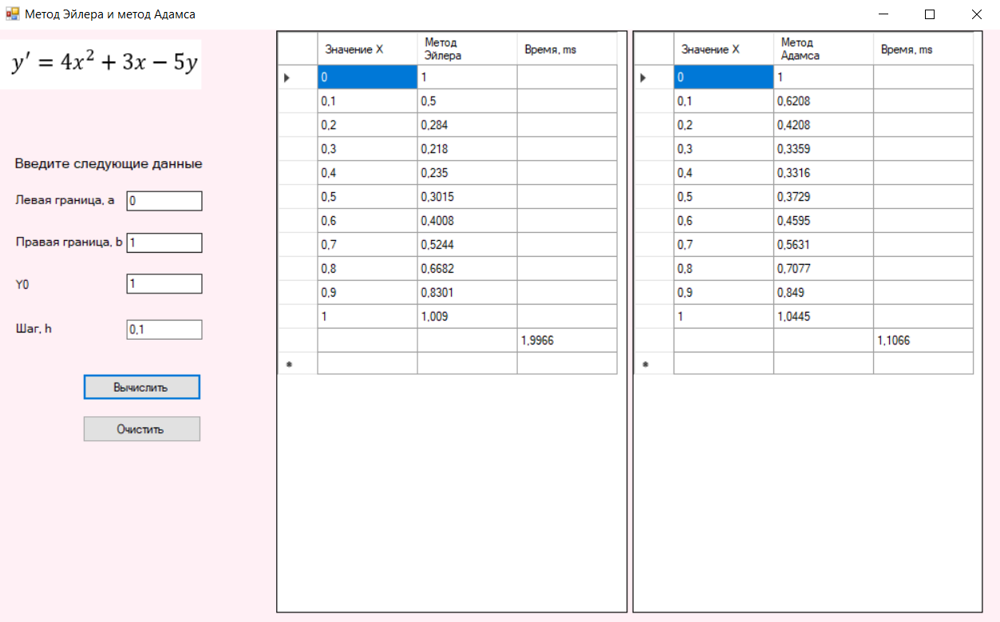 Метод Эйлера и метод Адамса
y′ = 4x² + 3x − 5y
Введите следующие данные
Левая граница, a 0
Правая граница, b 1
Y0 1
Шаг, h 0,1
Вычислить
Очистить
Значение X Метод Эйлера Время, ms
0 1
0,1 0,5
0,2 0,284
0,3 0,218
0,4 0,235
0,5 0,3015
0,6 0,4008
0,7 0,5244
0,8 0,6682
0,9 0,8301
1 1,009
1,9966
Значение X Метод Адамса Время, ms
0 1
0,1 0,6208
0,2 0,4208
0,3 0,3359
0,4 0,3316
0,5 0,3729
0,6 0,4595
0,7 0,5631
0,8 0,7077
0,9 0,849
1 1,0445
1,1066